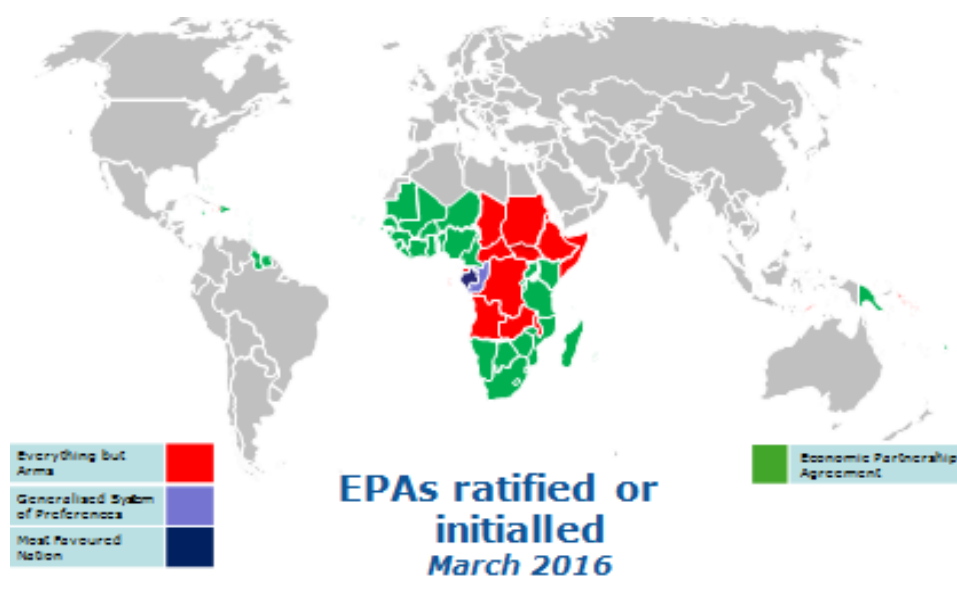 Everything but
Arms
Generalised System
of Preferences
Most Favoured
Nation
EPAs ratified or
initialled
March 2016
Economic Partnership
Agreement